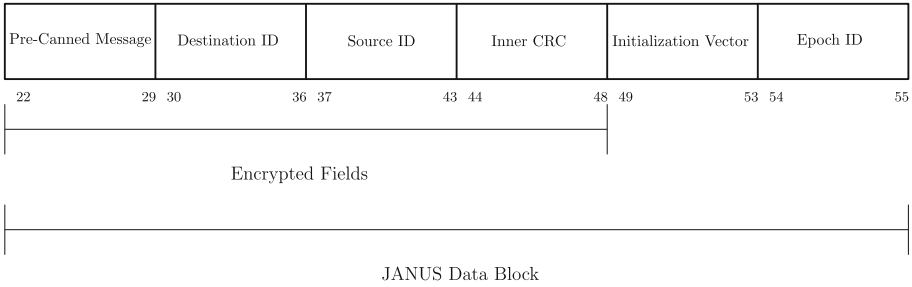 Pre-Canned Message Destination ID Source ID Inner CRC Initialization Vector Epoch ID
22 29 30 36 37 43 44 48 49 53 54 55
Encrypted Fields
JANUS Data Block